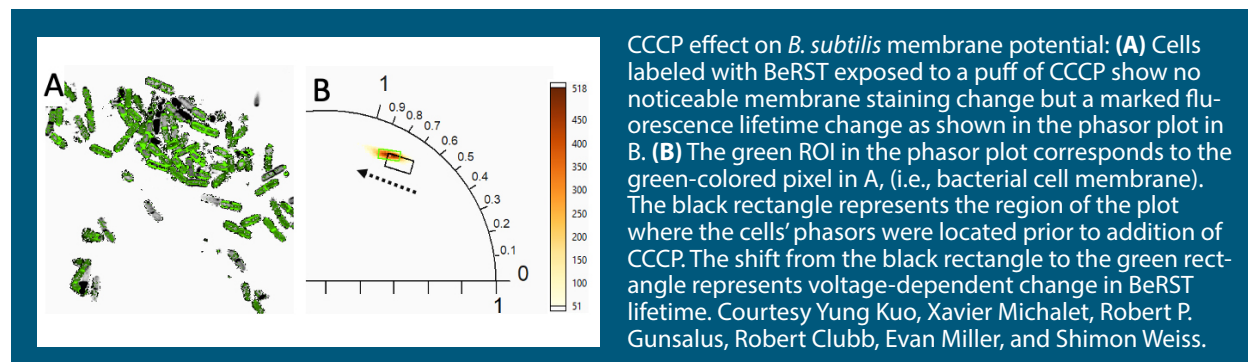 A
B
1
0.9
0.8
0.7
0.6
0.5
0.4
0.3
0.2
0.1
0
1
518
450
400
350
300
250
200
150
100
51
CCCP effect on B. subtilis membrane potential: (A) Cells
labeled with BeRST exposed to a puff of CCCP show no
noticeable membrane staining change but a marked flu-
orescence lifetime change as shown in the phasor plot in
B. (B) The green ROI in the phasor plot corresponds to the
green-colored pixel in A, (i.e., bacterial cell membrane).
The black rectangle represents the region of the plot
where the cells’ phasors were located prior to addition of
CCCP. The shift from the black rectangle to the green rect-
angle represents voltage-dependent change in BeRST
lifetime. Courtesy Yung Kuo, Xavier Michalet, Robert P.
Gunsalus, Robert Clubb, Evan Miller, and Shimon Weiss.